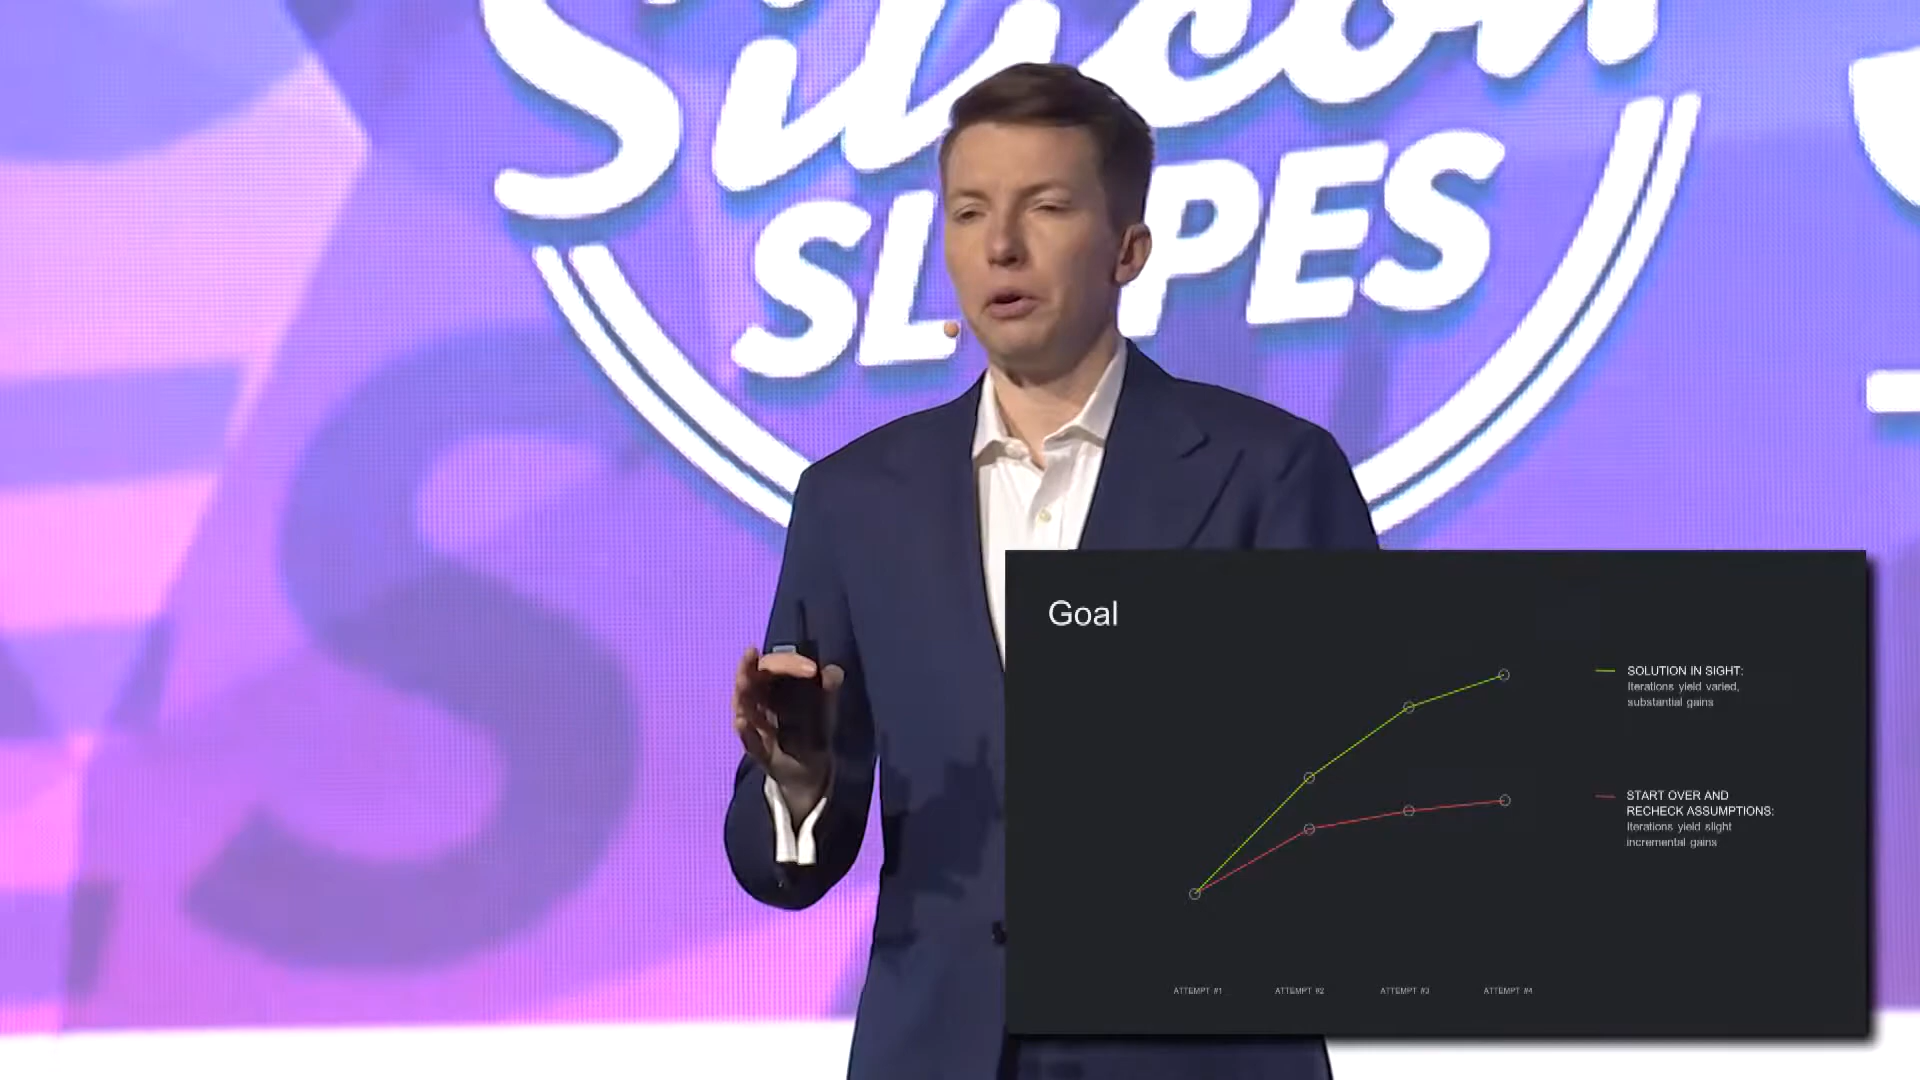 Silicon
SL PES
Goal
SOLUTION IN SIGHT:
Iterations yield varied,
substantial gains
START OVER AND
RECHECK ASSUMPTIONS:
Iterations yield slight
incremental gains
ATTEMPT #1 ATTEMPT #2 ATTEMPT #3 ATTEMPT #4